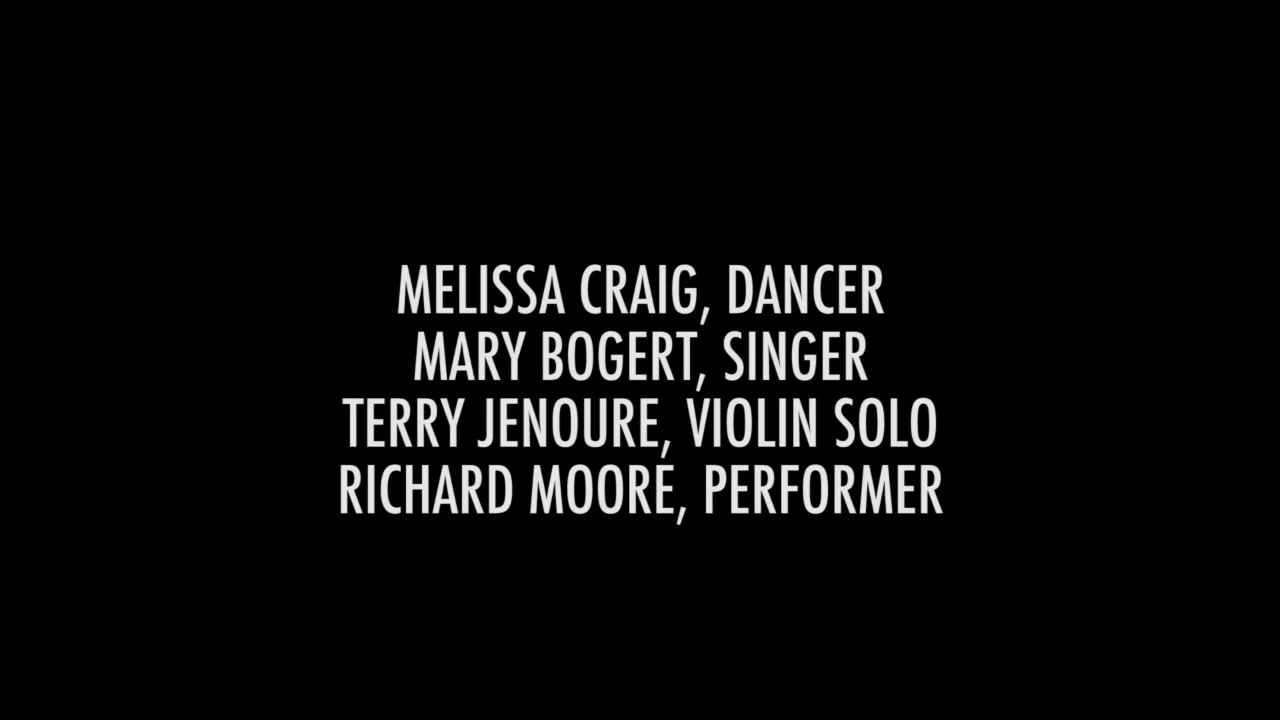 MELISSA CRAIG, DANCER
MARY BOGERT, SINGER
TERRY JENOURE, VIOLIN SOLO
RICHARD MOORE, PERFORMER